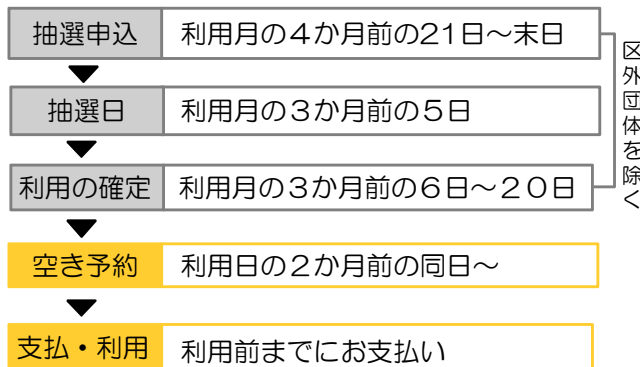 抽選申込 利用月の４か月前の21日～末日
抽選日 利用月の３か月前の５日
利用の確定 利用月の３か月前の６日～２０日
区外団体を除く
空き予約 利用日の２か月前の同日～
支払・利用 利用前までにお支払い